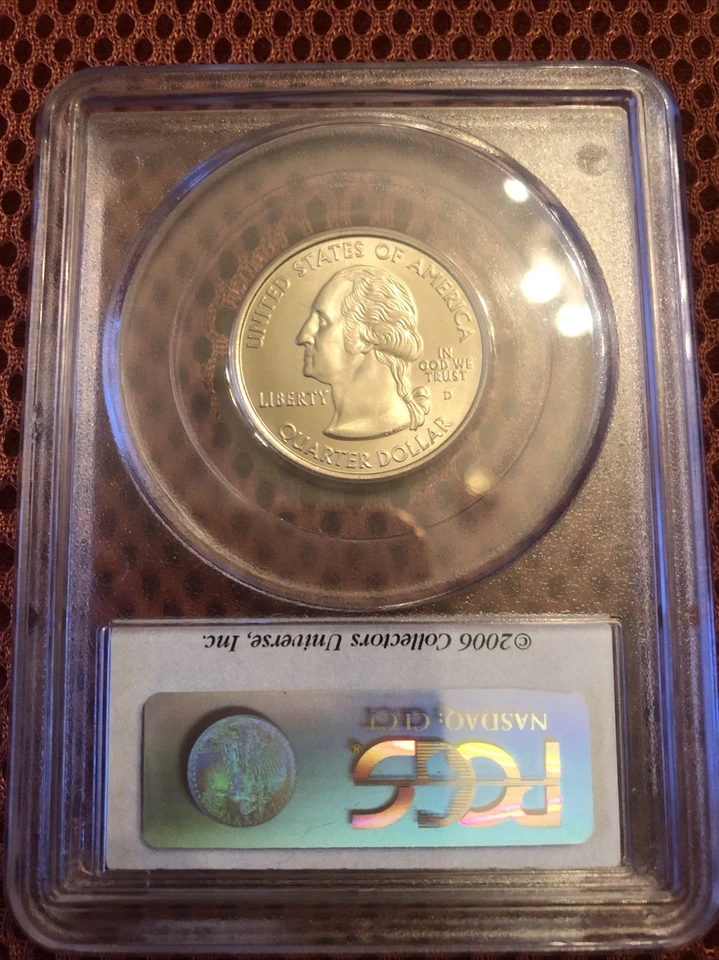 UNITED STATES OF AMERICA
IN
GOD WE
TRUST
LIBERTY
D
QUARTER DOLLAR
©2006 Collectors Universe, Inc.
NASDAQ: CLCT
PCGS®